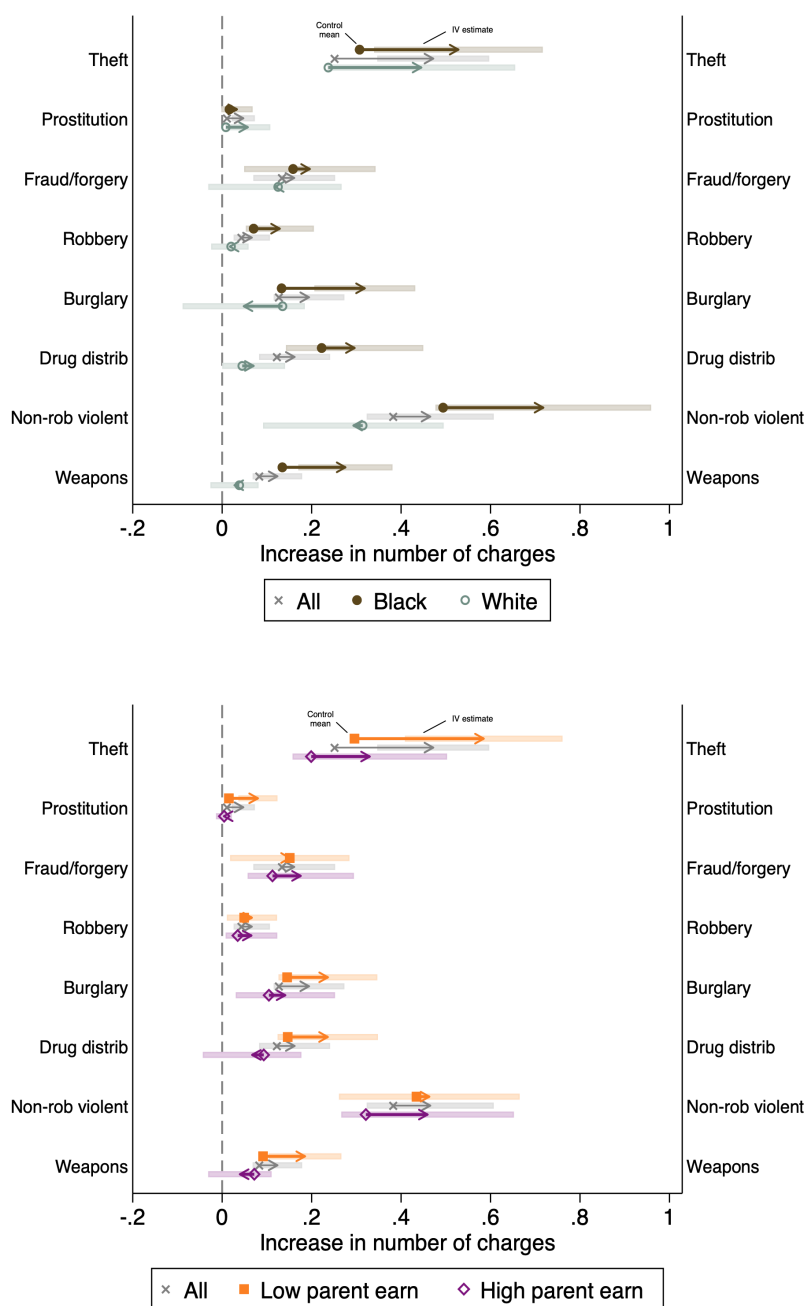 Control mean
IV estimate
Theft Theft
Prostitution Prostitution
Fraud/forgery Fraud/forgery
Robbery Robbery
Burglary Burglary
Drug distrib Drug distrib
Non-rob violent Non-rob violent
Weapons Weapons
-.2 0 .2 .4 .6 .8 1
Increase in number of charges
All Black White
Control mean
IV estimate
Theft Theft
Prostitution Prostitution
Fraud/forgery Fraud/forgery
Robbery Robbery
Burglary Burglary
Drug distrib Drug distrib
Non-rob violent Non-rob violent
Weapons Weapons
-.2 0 .2 .4 .6 .8 1
Increase in number of charges
All Low parent earn High parent earn